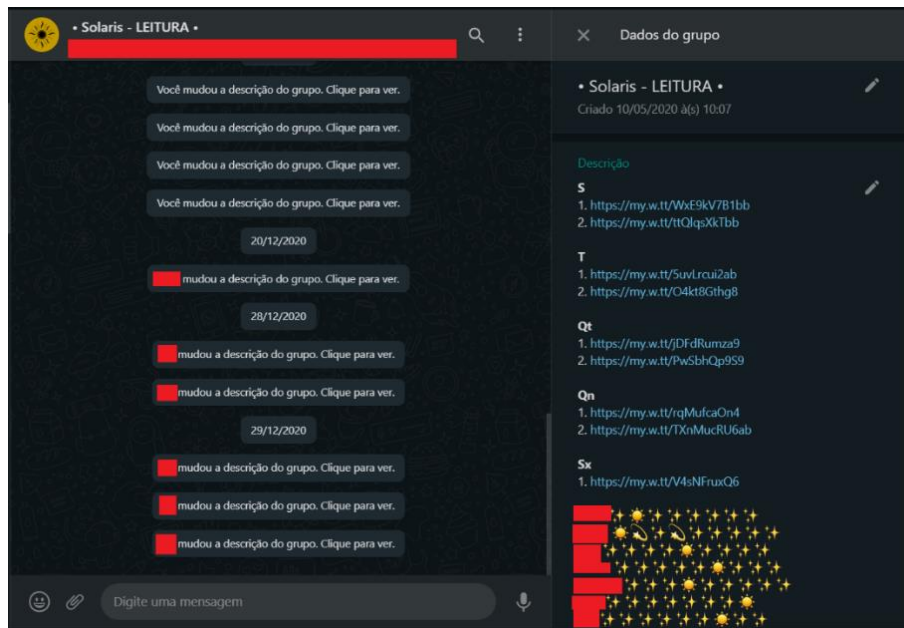 • Solaris - LEITURA •
Você mudou a descrição do grupo. Clique para ver.
Você mudou a descrição do grupo. Clique para ver.
Você mudou a descrição do grupo. Clique para ver.
Você mudou a descrição do grupo. Clique para ver.
20/12/2020
mudou a descrição do grupo. Clique para ver.
28/12/2020
mudou a descrição do grupo. Clique para ver.
mudou a descrição do grupo. Clique para ver.
29/12/2020
mudou a descrição do grupo. Clique para ver.
mudou a descrição do grupo. Clique para ver.
mudou a descrição do grupo. Clique para ver.
Digite uma mensagem
Dados do grupo
• Solaris - LEITURA •
Criado 10/05/2020 à(s) 10:07
Descrição
S
1. https://my.w.tt/WxE9kV7B1bb
2. https://my.w.tt/ttQlqsXkTbb
T
1. https://my.w.tt/5uvLrcui2ab
2. https://my.w.tt/O4kt8Gthg8
Qt
1. https://my.w.tt/jDFdRumza9
2. https://my.w.tt/PwSbhQp9S9
Qn
1. https://my.w.tt/rqMufcaOn4
2. https://my.w.tt/TXnMucRU6ab
Sx
1. https://my.w.tt/V4sNFruxQ6